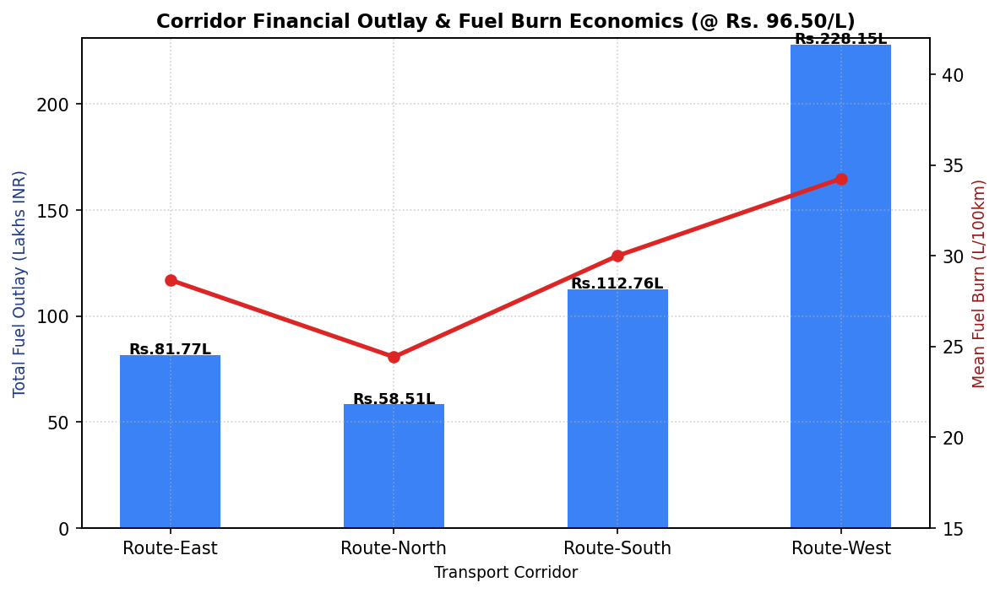 Corridor Financial Outlay & Fuel Burn Economics (@ Rs. 96.50/L)
Rs.228.15L
200
150
100
50
0
40
35
30
25
20
15
Total Fuel Outlay (Lakhs INR)
Mean Fuel Burn (L/100km)
Rs.81.77L
Rs.58.51L
Rs.112.76L
Route-East
Route-North
Route-South
Route-West
Transport Corridor